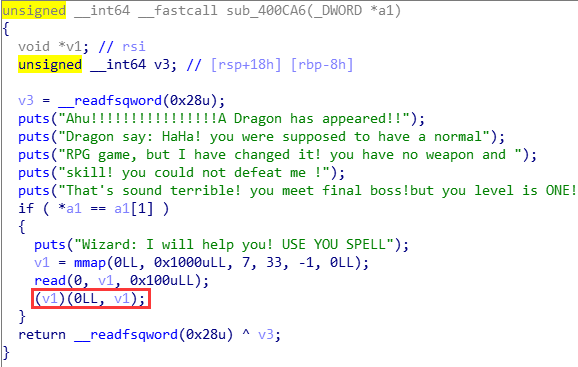 unsigned __int64 __fastcall sub_400CA6(_DWORD *a1)
{
  void *v1; // rsi
  unsigned __int64 v3; // [rsp+18h] [rbp-8h]

  v3 = __readfsqword(0x28u);
  puts("Ahu!!!!!!!!!!!!!!!!A Dragon has appeared!!");
  puts("Dragon say: HaHa! you were supposed to have a normal");
  puts("RPG game, but I have changed it! you have no weapon and ");
  puts("skill! you could not defeat me !");
  puts("That's sound terrible! you meet final boss!but you level is ONE!
  if ( *a1 == a1[1] )
  {
    puts("Wizard: I will help you! USE YOU SPELL");
    v1 = mmap(0LL, 0x1000uLL, 7, 33, -1, 0LL);
    read(0, v1, 0x100uLL);
    (v1)(0LL, v1);
  }
  return __readfsqword(0x28u) ^ v3;
}